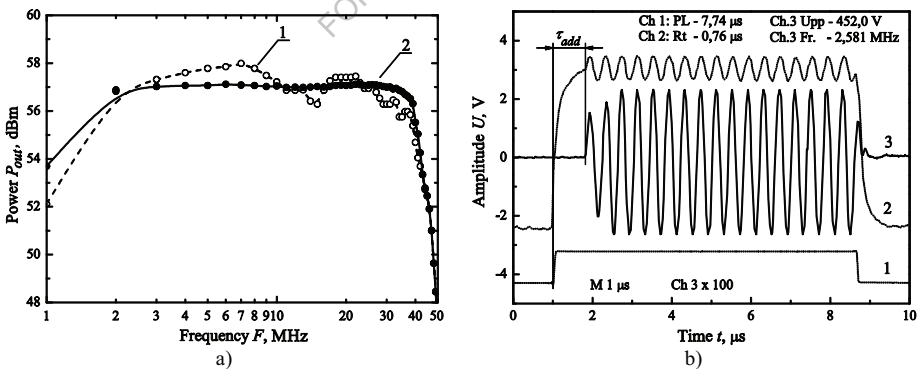 FOR
60
58
56
54
52
50
48
Power P_out, dBm
1
2
1
2
3
4
5
6
7
8
9
10
20
30
40
50
Frequency F, MHz
a)
Ch 1: PL - 7,74 μs
Ch.3 Upp - 452,0 V
Ch 2: Rt - 0,76 μs
Ch.3 Fr. - 2,581 MHz
τ_add
4
2
0
-2
-4
Amplitude U, V
3
2
1
M 1 μs
Ch 3 x 100
0
2
4
6
8
10
Time t, μs
b)